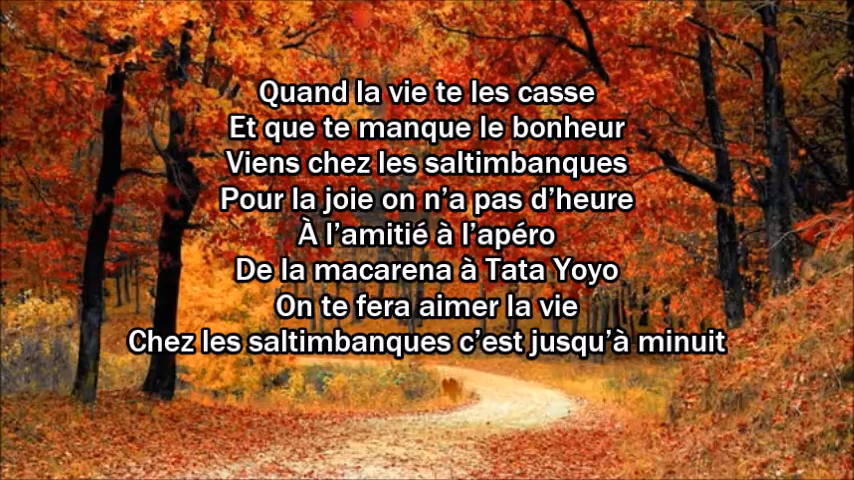 Quand la vie te les casse
Et que te manque le bonheur
Viens chez les saltimbanques
Pour la joie on n’a pas d’heure
À l’amitié à l’apéro
De la macarena à Tata Yoyo
On te fera aimer la vie
Chez les saltimbanques c’est jusqu’à minuit